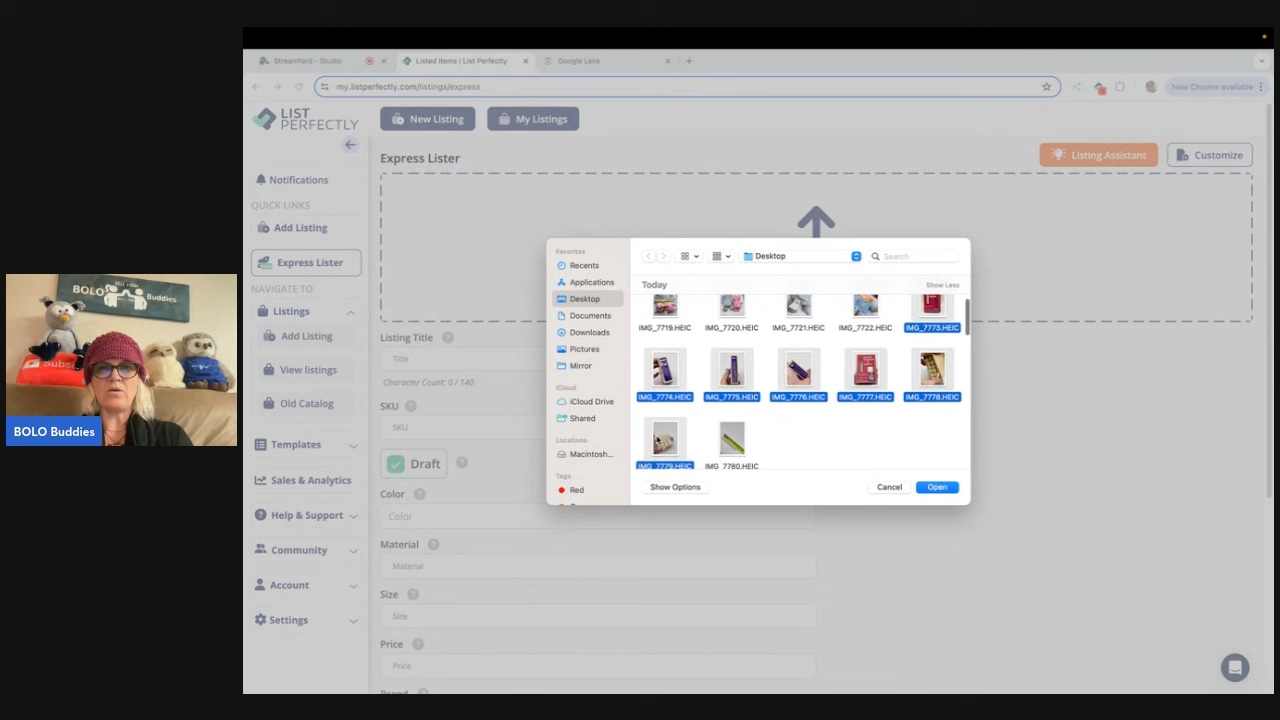 StreamYard - Studio
Listed Items | List Perfectly
Google Lens
my.listperfectly.com/listings/express
New Chrome available
LIST
PERFECTLY
New Listing
My Listings
Express Lister
Listing Assistant
Customize
Notifications
QUICK LINKS
Add Listing
Express Lister
NAVIGATE TO
Listings
Add Listing
View listings
Old Catalog
Templates
Sales & Analytics
Help & Support
Community
Account
Settings
Listing Title
Title
Character Count: 0 / 140
SKU
SKU
Draft
Color
Color
Material
Material
Size
Size
Price
Price
Brand
Favorites
Recents
Applications
Desktop
Documents
Downloads
Pictures
Mirror
iCloud
iCloud Drive
Shared
Locations
Macintosh...
Tags
Red
Desktop
Search
Today
Show Less
IMG_7719.HEIC
IMG_7720.HEIC
IMG_7721.HEIC
IMG_7722.HEIC
IMG_7773.HEIC
IMG_7774.HEIC
IMG_7775.HEIC
IMG_7776.HEIC
IMG_7777.HEIC
IMG_7778.HEIC
IMG_7779.HEIC
IMG_7780.HEIC
Show Options
Cancel
Open
BOLO
Buddies
Subs
BOLO Buddies